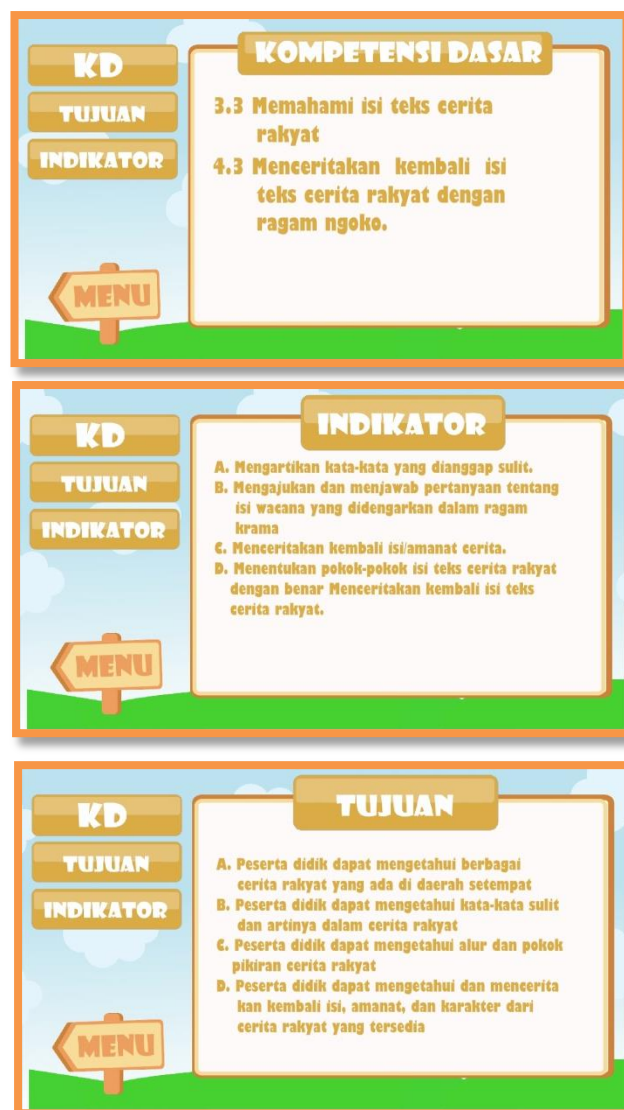 KD
TUJUAN
INDIKATOR
MENU
KOMPETENSI DASAR
3.3 Memahami isi teks cerita
rakyat
4.3 Menceritakan kembali isi
teks cerita rakyat dengan
ragam ngoko.
KD
TUJUAN
INDIKATOR
MENU
INDIKATOR
A. Mengartikan kata-kata yang dianggap sulit.
B. Mengajukan dan menjawab pertanyaan tentang
isi wacana yang didengarkan dalam ragam
krama
C. Menceritakan kembali isi/amanat cerita.
D. Menentukan pokok-pokok isi teks cerita rakyat
dengan benar Menceritakan kembali isi teks
cerita rakyat.
KD
TUJUAN
INDIKATOR
MENU
TUJUAN
A. Peserta didik dapat mengetahui berbagai
cerita rakyat yang ada di daerah setempat
B. Peserta didik dapat mengetahui kata-kata sulit
dan artinya dalam cerita rakyat
C. Peserta didik dapat mengetahui alur dan pokok
pikiran cerita rakyat
D. Peserta didik dapat mengetahui dan mencerita
kan kembali isi, amanat, dan karakter dari
cerita rakyat yang tersedia